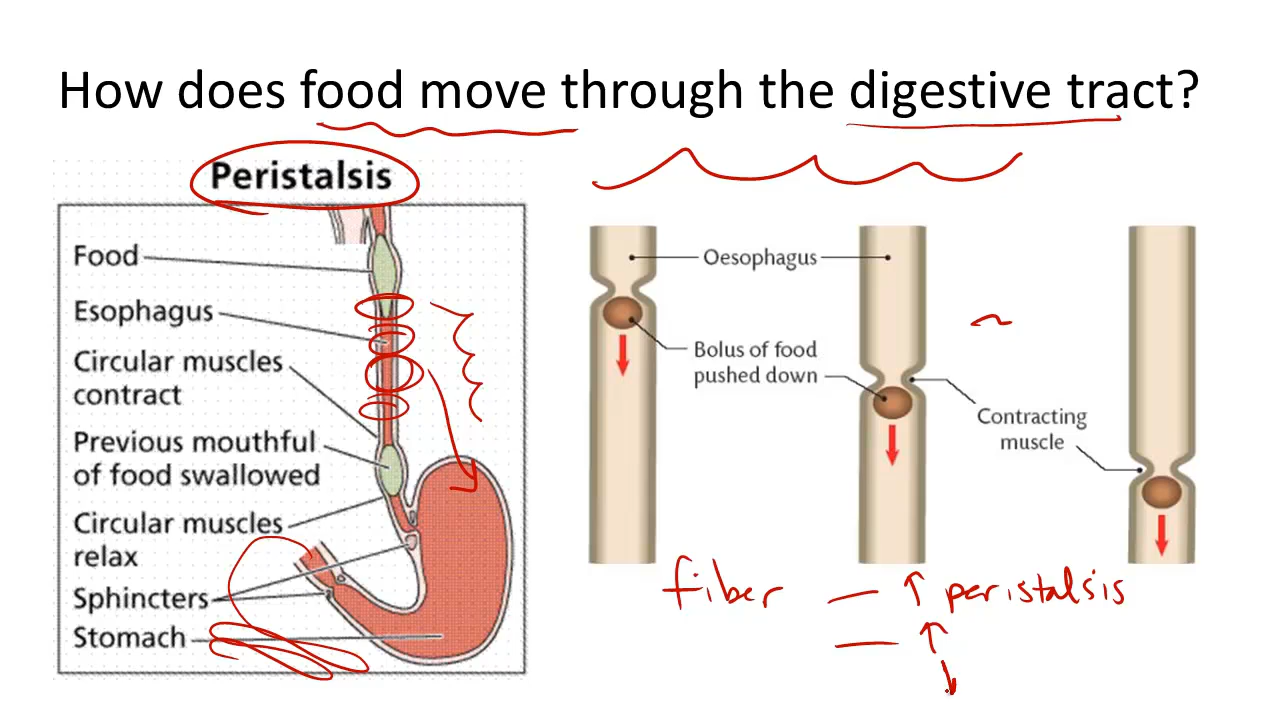 How does food move through the digestive tract?
Peristalsis
Food
Esophagus
Circular muscles
contract
Previous mouthful
of food swallowed
Circular muscles
relax
Sphincters
Stomach
Oesophagus
Bolus of food
pushed down
Contracting
muscle
fiber — ↑ peristalsis
— ↑
↓